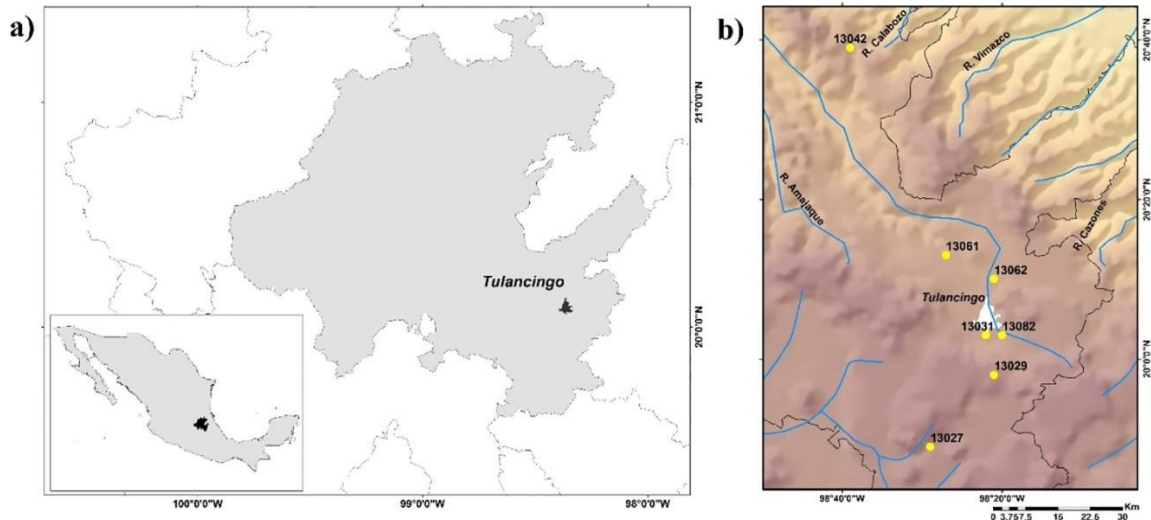 a)
Tulancingo
21°0'0"N
20°0'0"N
100°0'0"W
99°0'0"W
98°0'0"W
b)
13042
R. Calabozo
R. Vimazco
20°40'0"N
R. Amajaque
20°20'0"N
R. Cazones
13061
13062
Tulancingo
13031
13082
20°0'0"N
13029
13027
98°40'0"W
98°20'0"W
Km
0 3.75 7.5 15 22.5 30